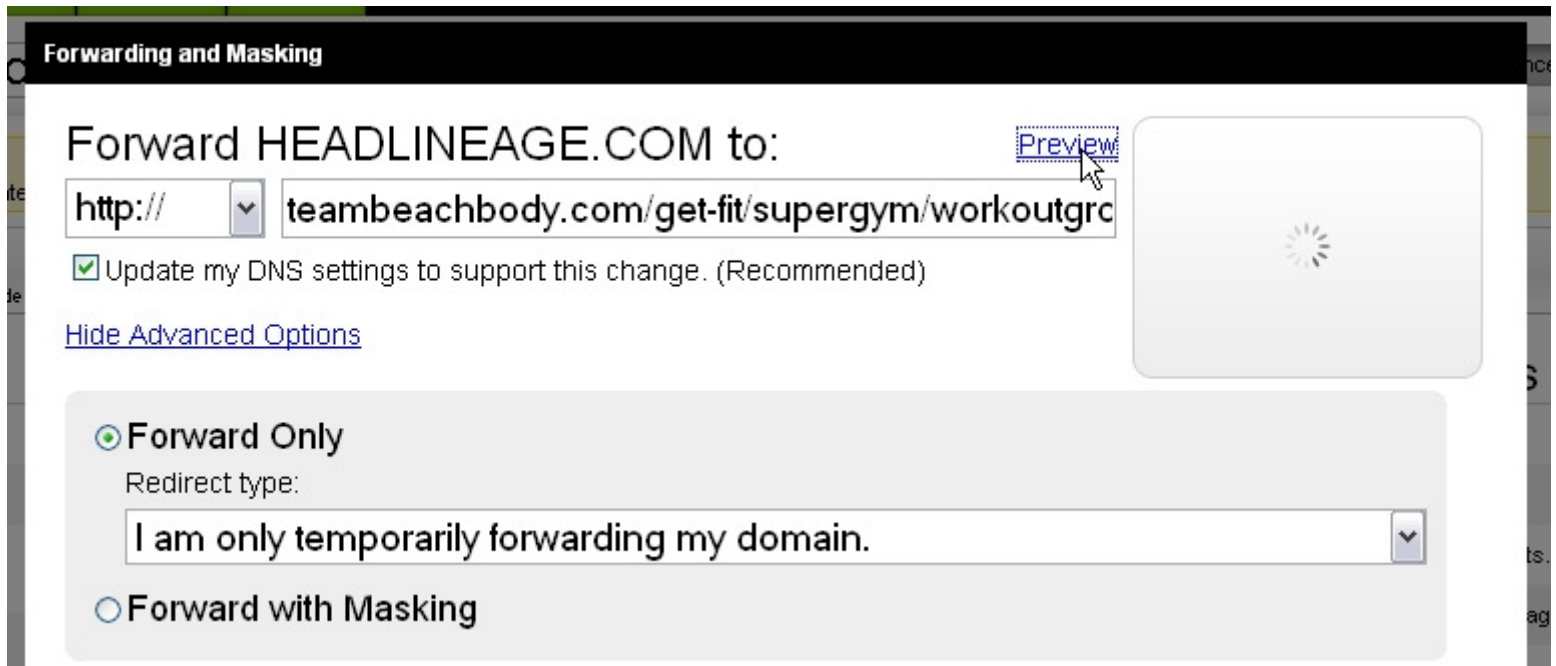 Forwarding and Masking
Forward HEADLINEAGE.COM to:
Preview
http://
teambeachbody.com/get-fit/supergym/workoutgrc
Update my DNS settings to support this change. (Recommended)
Hide Advanced Options
Forward Only
Redirect type:
I am only temporarily forwarding my domain.
Forward with Masking